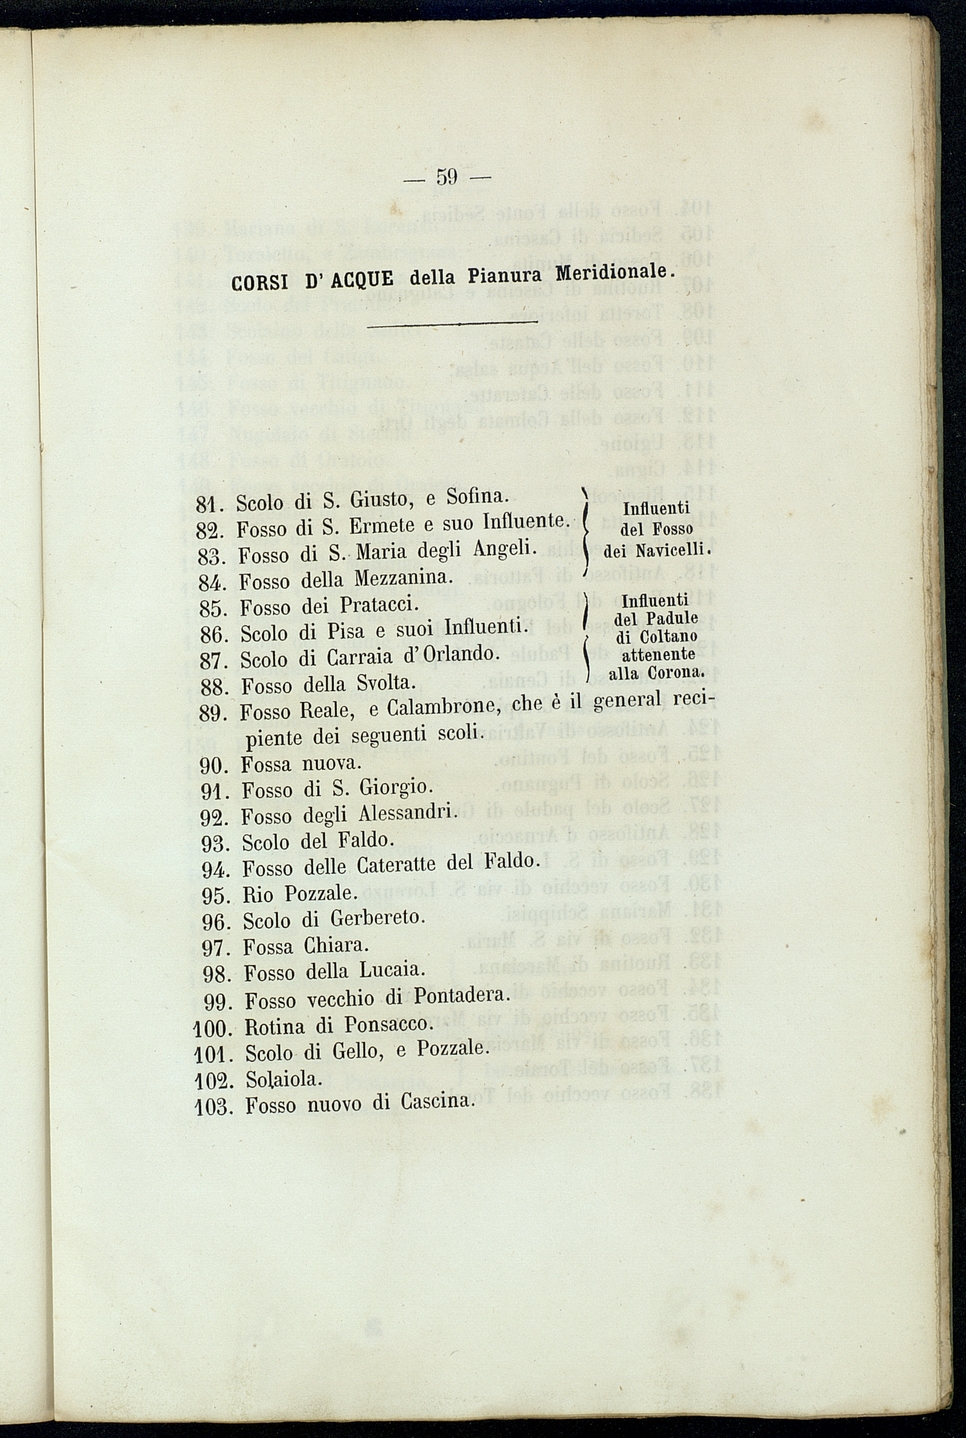 — 59 —
CORSI D' ACQUE della Pianura Meridionale.
81. Scolo di S. Giusto, e Sofina.
82. Fosso di S. Ermete e suo Influente.
83. Fosso di S. Maria degli Angeli.
84. Fosso della Mezzanina.
Influenti
del Fosso
dei Navicelli.
85. Fosso dei Pratacci.
86. Scolo di Pisa e suoi Influenti.
87. Scolo di Carraia d'Orlando.
88. Fosso della Svolta.
Influenti
del Padule
di Coltano
attenente
alla Corona.
89. Fosso Reale, e Calambrone, che è il general reci-
piente dei seguenti scoli.
90. Fossa nuova.
91. Fosso di S. Giorgio.
92. Fosso degli Alessandri.
93. Scolo del Faldo.
94. Fosso delle Cateratte del Faldo.
95. Rio Pozzale.
96. Scolo di Gerbereto.
97. Fossa Chiara.
98. Fosso della Lucaia.
99. Fosso vecchio di Pontadera.
100. Rotina di Ponsacco.
101. Scolo di Gello, e Pozzale.
102. Solaiola.
103. Fosso nuovo di Cascina.